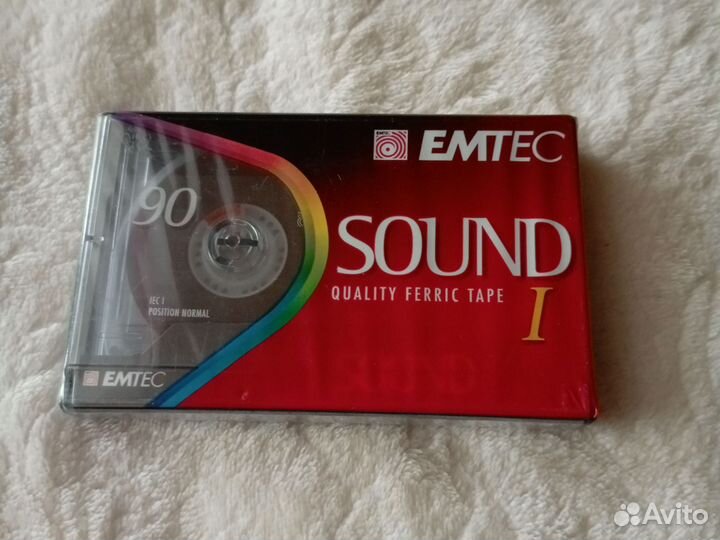 EMTEC
90
SOUND
QUALITY FERRIC TAPE
I
IEC I
POSITION NORMAL
EMTEC
Avito